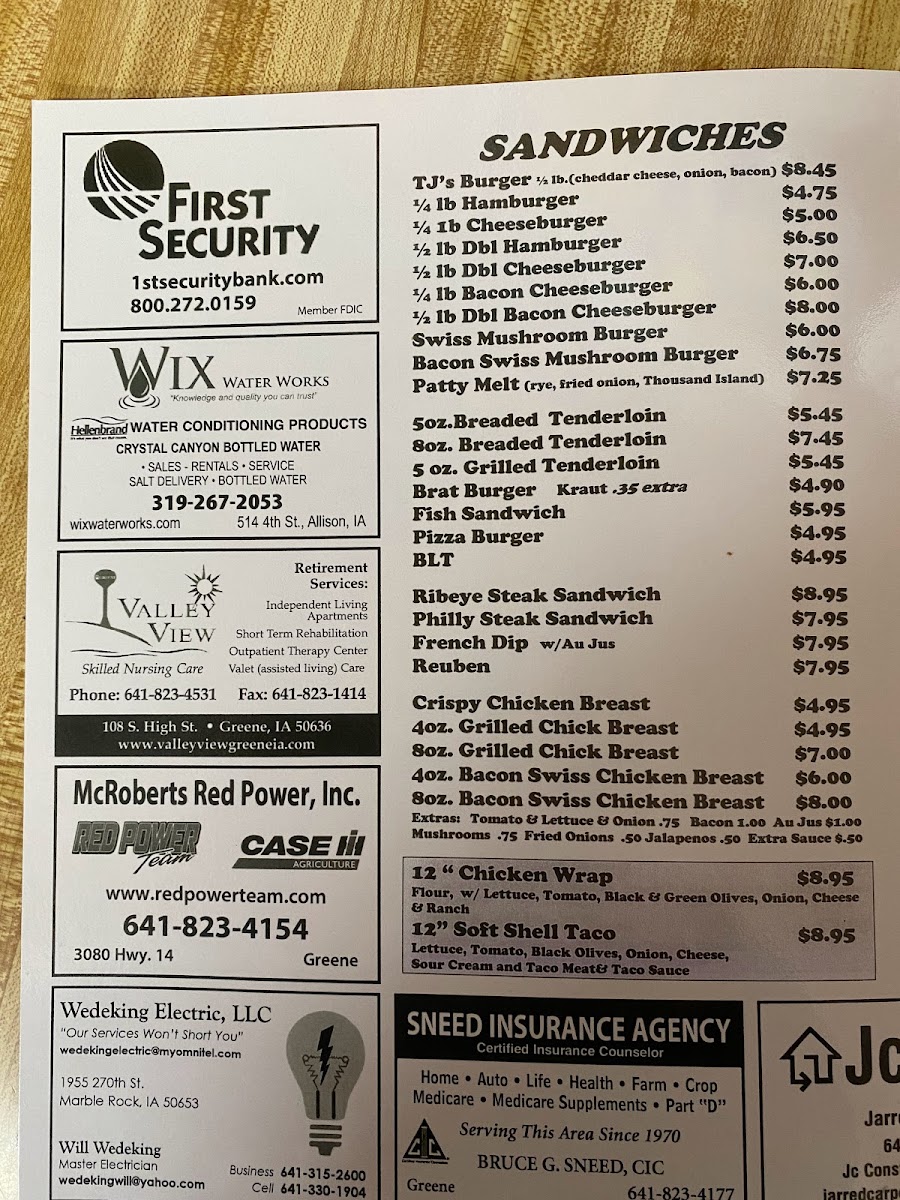 FIRST
SECURITY
1stsecuritybank.com
800.272.0159
Member FDIC
WIX WATER WORKS
"Knowledge and quality you can trust"
Hellenbrand WATER CONDITIONING PRODUCTS
CRYSTAL CANYON BOTTLED WATER
• SALES - RENTALS • SERVICE
SALT DELIVERY • BOTTLED WATER
319-267-2053
wixwaterworks.com 514 4th St., Allison, IA
VALLEY
VIEW
Skilled Nursing Care
Retirement
Services:
Independent Living
Apartments
Short Term Rehabilitation
Outpatient Therapy Center
Valet (assisted living) Care
Phone: 641-823-4531 Fax: 641-823-1414
108 S. High St. • Greene, IA 50636
www.valleyviewgreeneia.com
McRoberts Red Power, Inc.
RED POWER
Team
CASE IH
AGRICULTURE
www.redpowerteam.com
641-823-4154
3080 Hwy. 14 Greene
Wedeking Electric, LLC
"Our Services Won't Short You"
wedekingelectric@myomnitel.com
1955 270th St.
Marble Rock, IA 50653
Will Wedeking
Master Electrician
wedekingwill@yahoo.com
Business 641-315-2600
Cell 641-330-1904
SANDWICHES
TJ's Burger ½ lb.(cheddar cheese, onion, bacon) $8.45
¼ lb Hamburger $4.75
¼ 1b Cheeseburger $5.00
½ lb Dbl Hamburger $6.50
½ lb Dbl Cheeseburger $7.00
¼ lb Bacon Cheeseburger $6.00
½ lb Dbl Bacon Cheeseburger $8.00
Swiss Mushroom Burger $6.00
Bacon Swiss Mushroom Burger $6.75
Patty Melt (rye, fried onion, Thousand Island) $7.25
5oz.Breaded Tenderloin $5.45
8oz. Breaded Tenderloin $7.45
5 oz. Grilled Tenderloin $5.45
Brat Burger Kraut .35 extra $4.90
Fish Sandwich $5.95
Pizza Burger $4.95
BLT $4.95
Ribeye Steak Sandwich $8.95
Philly Steak Sandwich $7.95
French Dip w/Au Jus $7.95
Reuben $7.95
Crispy Chicken Breast $4.95
4oz. Grilled Chick Breast $4.95
8oz. Grilled Chick Breast $7.00
4oz. Bacon Swiss Chicken Breast $6.00
8oz. Bacon Swiss Chicken Breast $8.00
Extras: Tomato & Lettuce & Onion .75 Bacon 1.00 Au Jus $1.00
Mushrooms .75 Fried Onions .50 Jalapenos .50 Extra Sauce $.50
12 “ Chicken Wrap $8.95
Flour, w/ Lettuce, Tomato, Black & Green Olives, Onion, Cheese
& Ranch
12” Soft Shell Taco $8.95
Lettuce, Tomato, Black Olives, Onion, Cheese,
Sour Cream and Taco Meat& Taco Sauce
SNEED INSURANCE AGENCY
Certified Insurance Counselor
Home • Auto • Life • Health • Farm • Crop
Medicare • Medicare Supplements • Part "D"
Serving This Area Since 1970
CIC
BRUCE G. SNEED, CIC
Greene 641-823-4177
Jc
Jarre
64
Jc Cons
jarredcarp